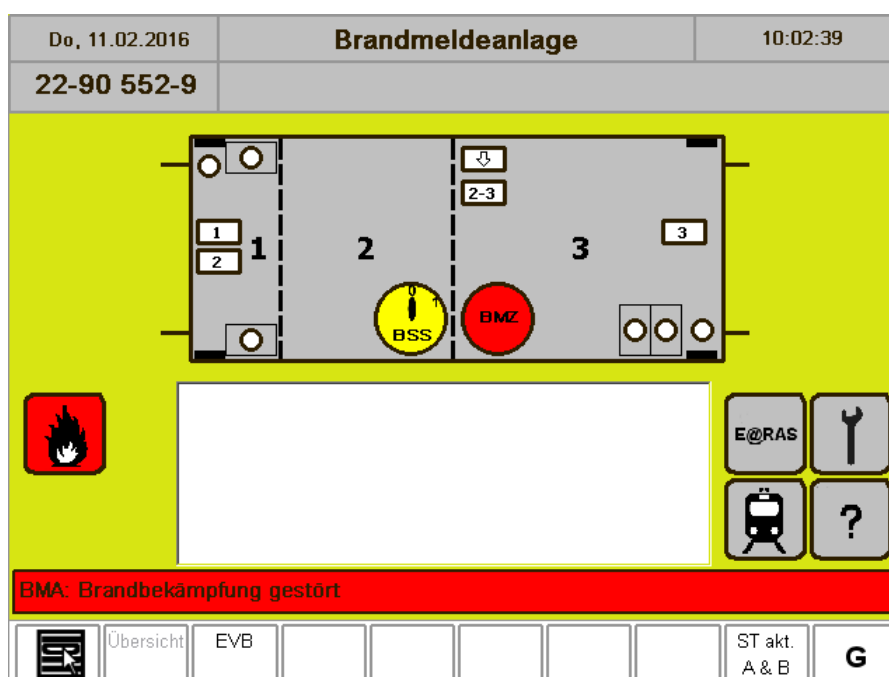 Do, 11.02.2016
Brandmeldeanlage
10:02:39
22-90 552-9
2-3
1
2
1
2
3
3
0
1
BSS
BMZ
E@RAS
?
BMA: Brandbekämpfung gestört
Übersicht
EVB
ST akt.
A & B
G